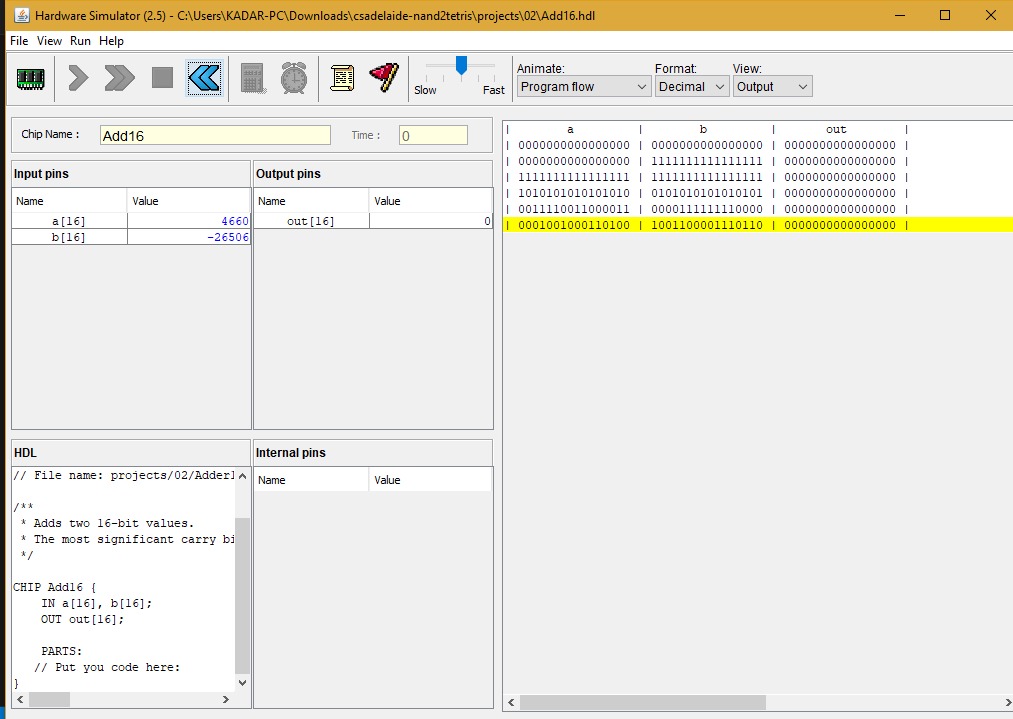 Hardware Simulator (2.5) - C:\Users\KADAR-PC\Downloads\csadelaide-nand2tetris\projects\02\Add16.hdl
File View Run Help
Slow Fast
Animate: Format: View:
Program flow Decimal Output
Chip Name : Add16 Time : 0
Input pins
Name Value
a[16] 4660
b[16] -26506
Output pins
Name Value
out[16] 0
HDL
// File name: projects/02/Adder1
/**
* Adds two 16-bit values.
* The most significant carry bi
*/
CHIP Add16 {
IN a[16], b[16];
OUT out[16];
PARTS:
// Put you code here:
}
Internal pins
Name Value
| a | b | out |
| 0000000000000000 | 0000000000000000 | 0000000000000000 |
| 0000000000000000 | 1111111111111111 | 0000000000000000 |
| 1111111111111111 | 1111111111111111 | 0000000000000000 |
| 1010101010101010 | 0101010101010101 | 0000000000000000 |
| 0011110011000011 | 0000111111110000 | 0000000000000000 |
| 0001001000110100 | 1001100001110110 | 0000000000000000 |